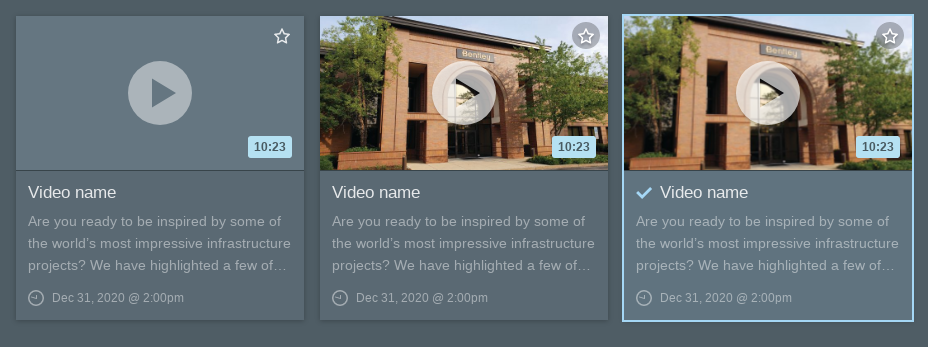 10:23
Video name
Are you ready to be inspired by some of
the world's most impressive infrastructure
projects? We have highlighted a few of…
Dec 31, 2020 @ 2:00pm
Bentley
10:23
Video name
Are you ready to be inspired by some of
the world's most impressive infrastructure
projects? We have highlighted a few of…
Dec 31, 2020 @ 2:00pm
Bentley
10:23
Video name
Are you ready to be inspired by some of
the world's most impressive infrastructure
projects? We have highlighted a few of…
Dec 31, 2020 @ 2:00pm